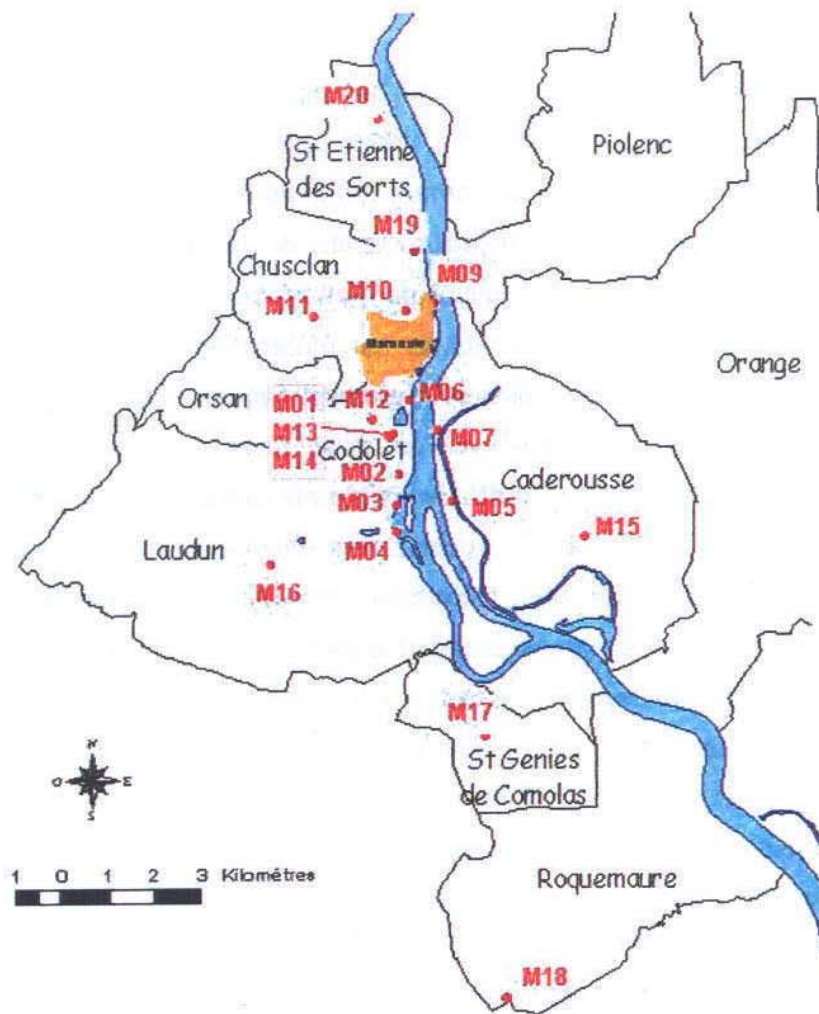 M20
St Etienne
des Sorts
Piolenc
M19
Chusclan
M09
M10
M11
Marcoule
Orange
Orsan
M06
M12
M01
M13
M14
M07
Codolet
M02
Caderousse
M03
M05
M15
M04
Laudun
M16
M17
St Genies
de Comolas
N
O
E
S
1 0 1 2 3 Kilométres
Roquemaure
M18